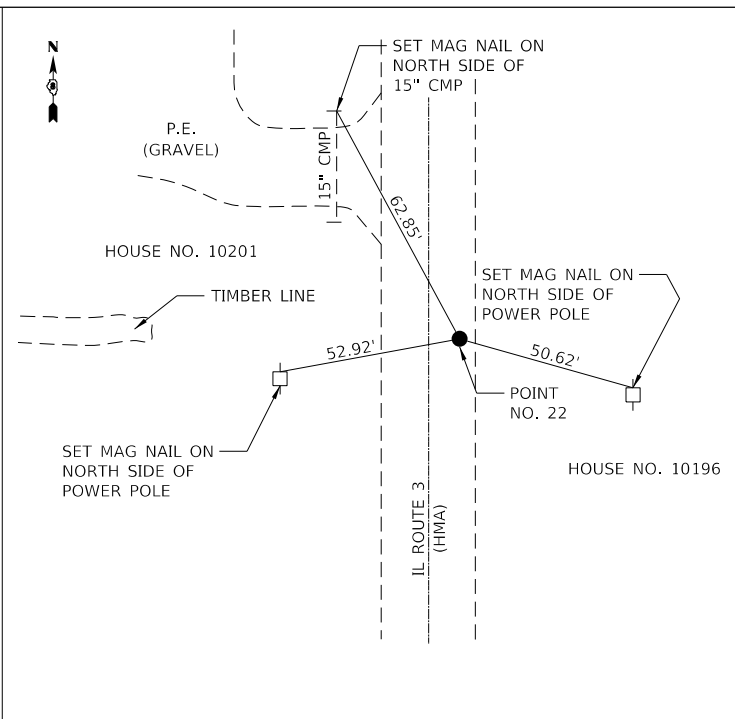 N
SET MAG NAIL ON
NORTH SIDE OF
15" CMP
P.E.
(GRAVEL)
15" CMP
62.85'
HOUSE NO. 10201
TIMBER LINE
SET MAG NAIL ON
NORTH SIDE OF
POWER POLE
52.92'
50.62'
POINT
NO. 22
SET MAG NAIL ON
NORTH SIDE OF
POWER POLE
HOUSE NO. 10196
IL ROUTE 3
(HMA)